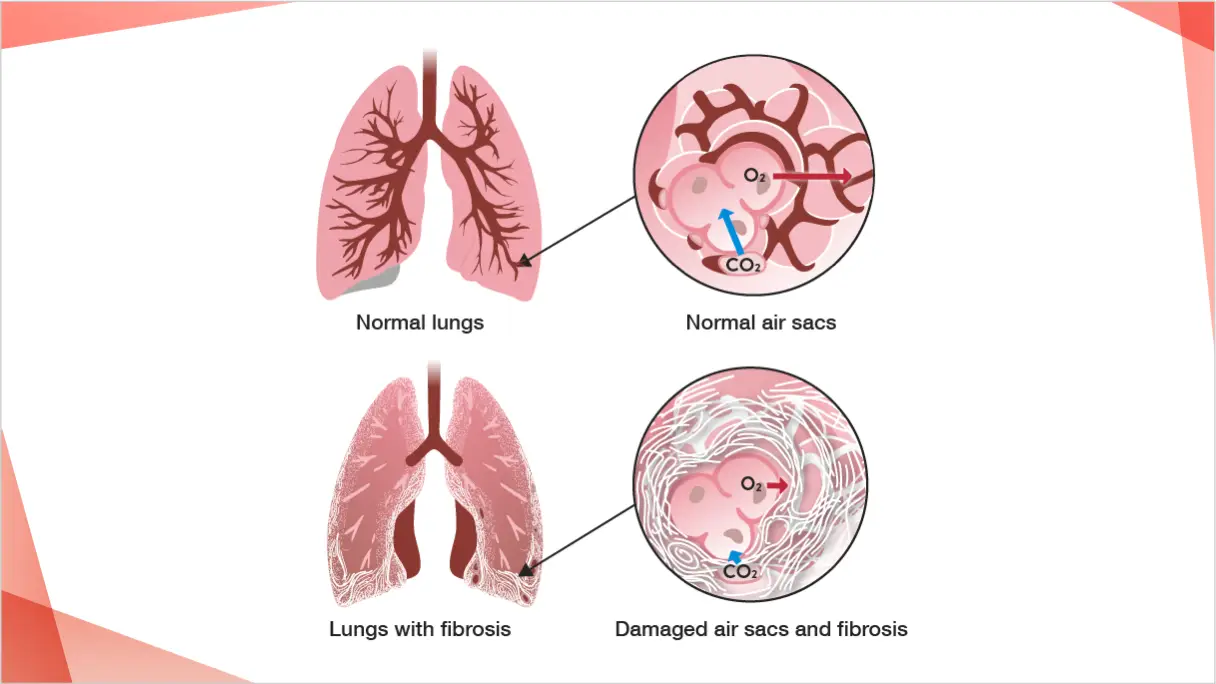 O₂
CO₂
Normal lungs
Normal air sacs
O₂
CO₂
Lungs with fibrosis
Damaged air sacs and fibrosis